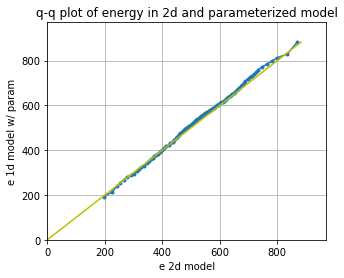 q-q plot of energy in 2d and parameterized model
e 1d model w/ param
800
600
400
200
0
0 200 400 600 800
e 2d model